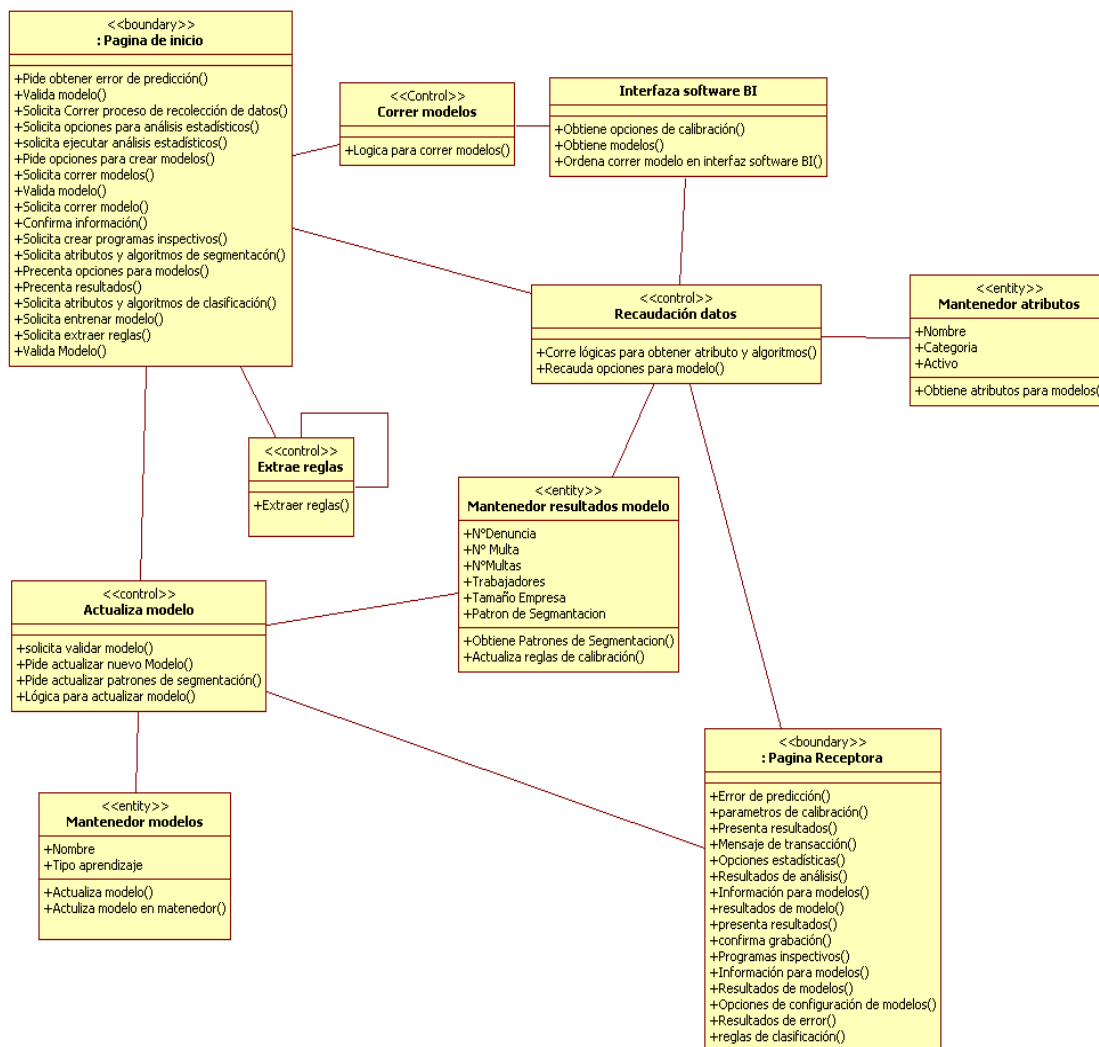 <<boundary>>
: Pagina de inicio
+Pide obtener error de predicción()
+Valida modelo()
+Solicita Correr proceso de recolección de datos()
+Solicita opciones para análisis estadísticos()
+solicita ejecutar análisis estadísticos()
+Pide opciones para crear modelos()
+Solicita correr modelos()
+Valida modelo()
+Solicita correr modelo()
+Confirma información()
+Solicita crear programas inspectivos()
+Solicita atributos y algoritmos de segmentacón()
+Precenta opciones para modelos()
+Precenta resultados()
+Solicita atributos y algoritmos de clasificación()
+Solicita entrenar modelo()
+Solicita extraer reglas()
+Valida Modelo()
<<Control>>
Correr modelos
+Logica para correr modelos()
Interfaza software BI
+Obtiene opciones de calibración()
+Obtiene modelos()
+Ordena correr modelo en interfaz software BI()
<<control>>
Recaudación datos
+Corre lógicas para obtener atributo y algoritmos()
+Recauda opciones para modelo()
<<entity>>
Mantenedor atributos
+Nombre
+Categoria
+Activo
+Obtiene atributos para modelos(
<<control>>
Extrae reglas
+Extraer reglas()
<<entity>>
Mantenedor resultados modelo
+N°Denuncia
+N° Multa
+N°Multas
+Trabajadores
+Tamaño Empresa
+Patron de Segmantacion
+Obtiene Patrones de Segmentacion()
+Actualiza reglas de calibración()
<<control>>
Actualiza modelo
+solicita validar modelo()
+Pide actualizar nuevo Modelo()
+Pide actualizar patrones de segmentación()
+Lógica para actualizar modelo()
<<entity>>
Mantenedor modelos
+Nombre
+Tipo aprendizaje
+Actualiza modelo()
+Actuliza modelo en matenedor()
<<boundary>>
: Pagina Receptora
+Error de predicción()
+parametros de calibración()
+Presenta resultados()
+Mensaje de transacción()
+Opciones estadísticas()
+Resultados de análisis()
+Información para modelos()
+resultados de modelo()
+presenta resultados()
+confirma grabación()
+Programas inspectivos()
+Información para modelos()
+Resultados de modelos()
+Opciones de configuración de modelos()
+Resultados de error()
+reglas de clasificación()